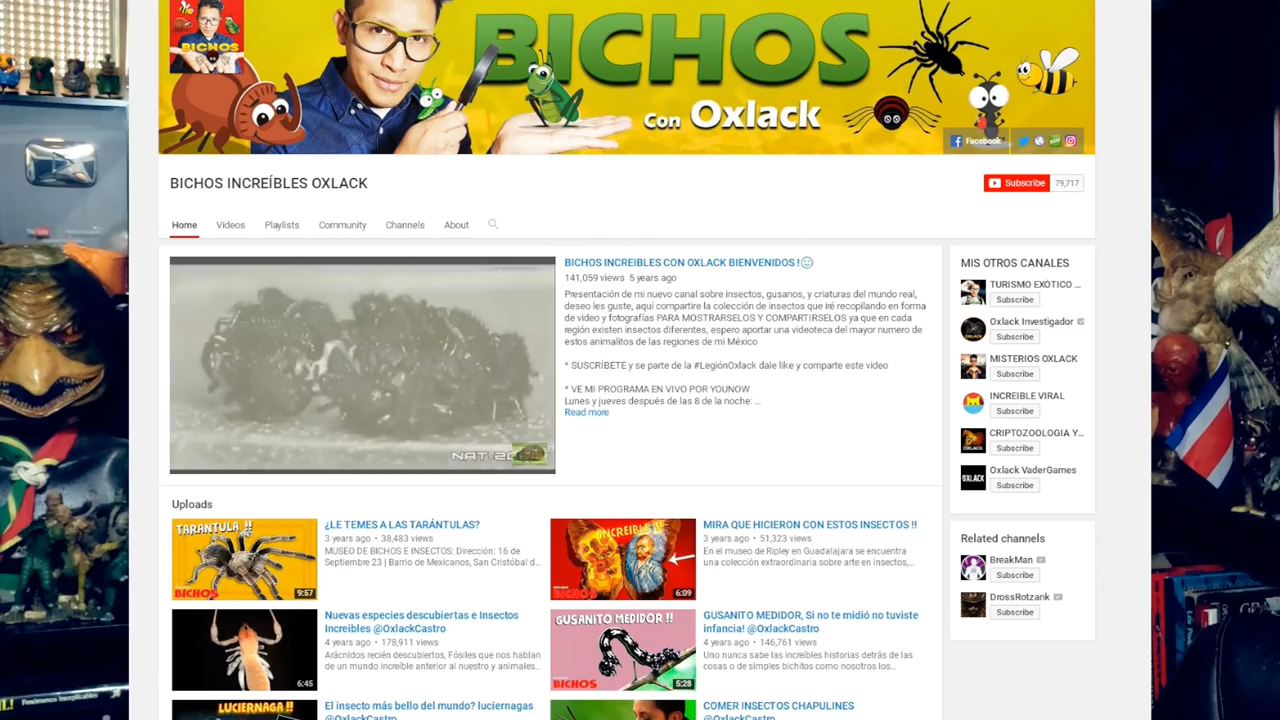 BICHOS
BICHOS
Con Oxlack
Facebook
BICHOS INCREÍBLES OXLACK
Subscribe 79,717
Home Videos Playlists Community Channels About
BICHOS INCREIBLES CON OXLACK BIENVENIDOS !
141,059 views 5 years ago
Presentación de mi nuevo canal sobre insectos, gusanos, y criaturas del mundo real,
deseo les guste, aquí compartire la colección de insectos que iré recopilando en forma
de video y fotografías PARA MOSTRARSELOS Y COMPARTIRSELOS ya que en cada
región existen insectos diferentes, espero aportar una videoteca del mayor numero de
estos animalitos de las regiones de mi México
* SUSCRÍBETE y se parte de la #LegiónOxlack dale like y comparte este video
* VE MI PROGRAMA EN VIVO POR YOUNOW
Lunes y jueves después de las 8 de la noche: ...
Read more
MIS OTROS CANALES
TURISMO EXÓTICO ...
Subscribe
Oxlack Investigador
Subscribe
MISTERIOS OXLACK
Subscribe
INCREIBLE VIRAL
Subscribe
CRIPTOZOOLOGIA Y...
Subscribe
OXLACK
Oxlack VaderGames
Subscribe
Related channels
BreakMan
Subscribe
DrossRotzank
Subscribe
Uploads
TARANTULA !!
BICHOS
9:57
¿LE TEMES A LAS TARÁNTULAS?
3 years ago • 38,483 views
MUSEO DE BICHOS E INSECTOS: Dirección: 16 de
Septiembre 23 | Barrio de Mexicanos, San Cristóbal d...
INCREIBLE !!
6:09
MIRA QUE HICIERON CON ESTOS INSECTOS !!
3 years ago • 51,323 views
En el museo de Ripley en Guadalajara se encuentra
una colección extraordinaria sobre arte en insectos,...
6:45
Nuevas especies descubiertas e Insectos
Increibles @OxlackCastro
4 years ago • 178,911 views
Arácnidos recién descubiertos, Fósiles que nos hablan
de un mundo increíble anterior al nuestro y animales...
GUSANITO MEDIDOR !!
BICHOS
5:28
GUSANITO MEDIDOR, Si no te midió no tuviste
infancia! @OxlackCastro
4 years ago • 146,761 views
Uno nunca sabe las increíbles historias detrás de las
cosas o de simples bichitos como nosotros los...
LUCIERNAGA !!
El insecto más bello del mundo? luciernagas
@OxlackCastro
COMER INSECTOS CHAPULINES
@OxlackCastro